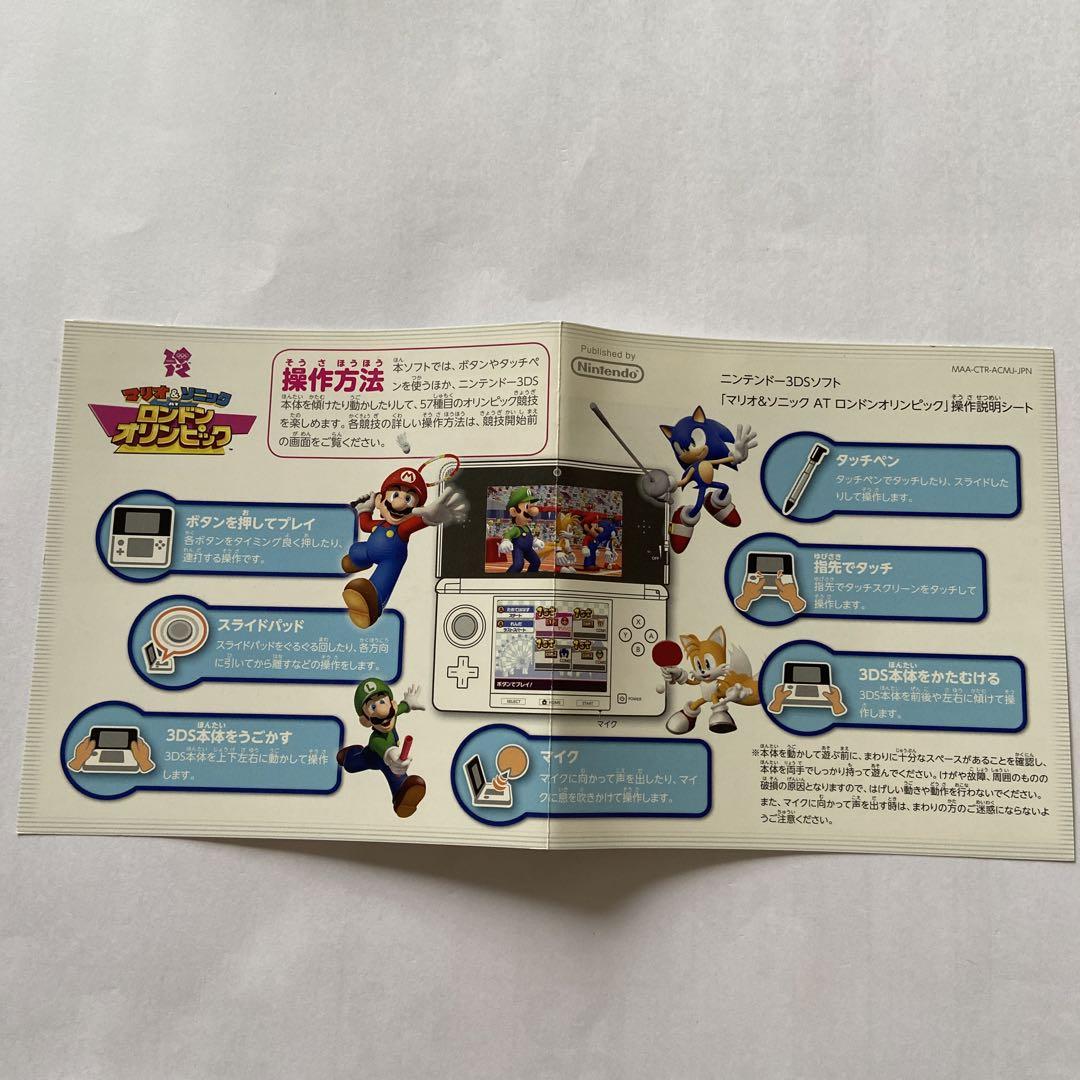 マリオ&ソニック
AT
ロンドン
オリンピック™
操作方法
そうさほうほう
本ソフトでは、ボタンやタッチペ
ンを使うほか、ニンテンドー3DS
本体を傾けたり動かしたりして、57種目のオリンピック競技
を楽しめます。各競技の詳しい操作方法は、競技開始前
の画面をご覧ください。
ボタンを押してプレイ
各ボタンをタイミング良く押したり、
連打する操作です。
スライドパッド
スライドパッドをぐるぐる回したり、各方向
に引いてから離すなどの操作をします。
3DS本体をうごかす
3DS本体を上下左右に動かして操作
します。
マイク
マイクに向かって声を出したり、マイ
クに息を吹きかけて操作します。
ボタンでプレイ!
SELECT
HOME
START
POWER
X
Y
A
B
OFF
マイク
Published by
Nintendo
MAA-CTR-ACMJ-JPN
ニンテンドー3DSソフト
「マリオ&ソニック AT ロンドンオリンピック」操作説明シート
タッチペン
タッチペンでタッチしたり、スライドした
りして操作します。
指先でタッチ
指先でタッチスクリーンをタッチして
操作します。
3DS本体をかたむける
3DS本体を前後や左右に傾けて操
作します。
※本体を動かして遊ぶ前に、まわりに十分なスペースがあることを確認し、
本体を両手でしっかり持って遊んでください。けがや故障、周囲のものの
破損の原因となりますので、はげしい動きや動作を行わないでください。
また、マイクに向かって声を出す時は、まわりの方のご迷惑にならないよ
うご注意ください。